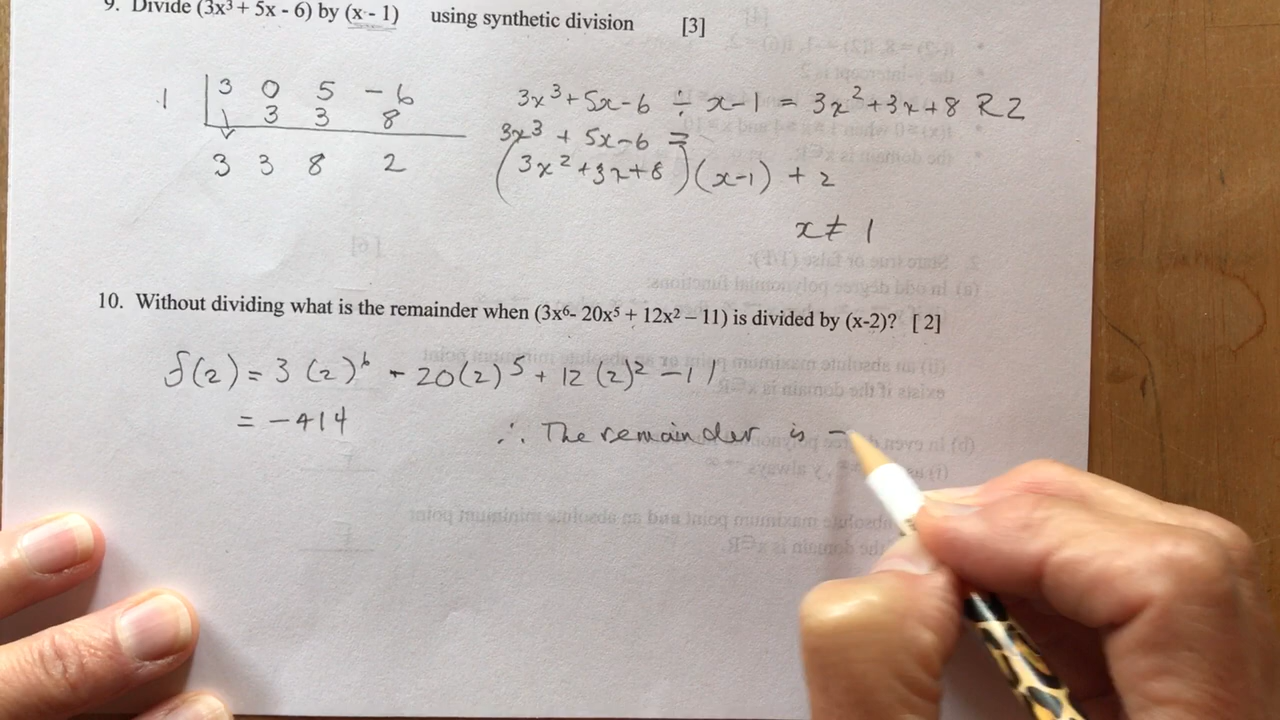 9. Divide (3x³ + 5x - 6) by (x - 1) using synthetic division [3]
1 3 0 5 - 6
↓ 3 3 8
3 3 8 2
3x³ + 5x - 6 ÷ x - 1 = 3x² + 3x + 8 R 2
3x³ + 5x - 6 =
(3x² + 3x + 8)(x - 1) + 2
x ≠ 1
10. Without dividing what is the remainder when (3x⁶- 20x⁵ + 12x² – 11) is divided by (x-2)? [ 2]
f(2) = 3 (2)⁶ - 20(2)⁵ + 12 (2)² - 11
= -414
∴ The remainder is -